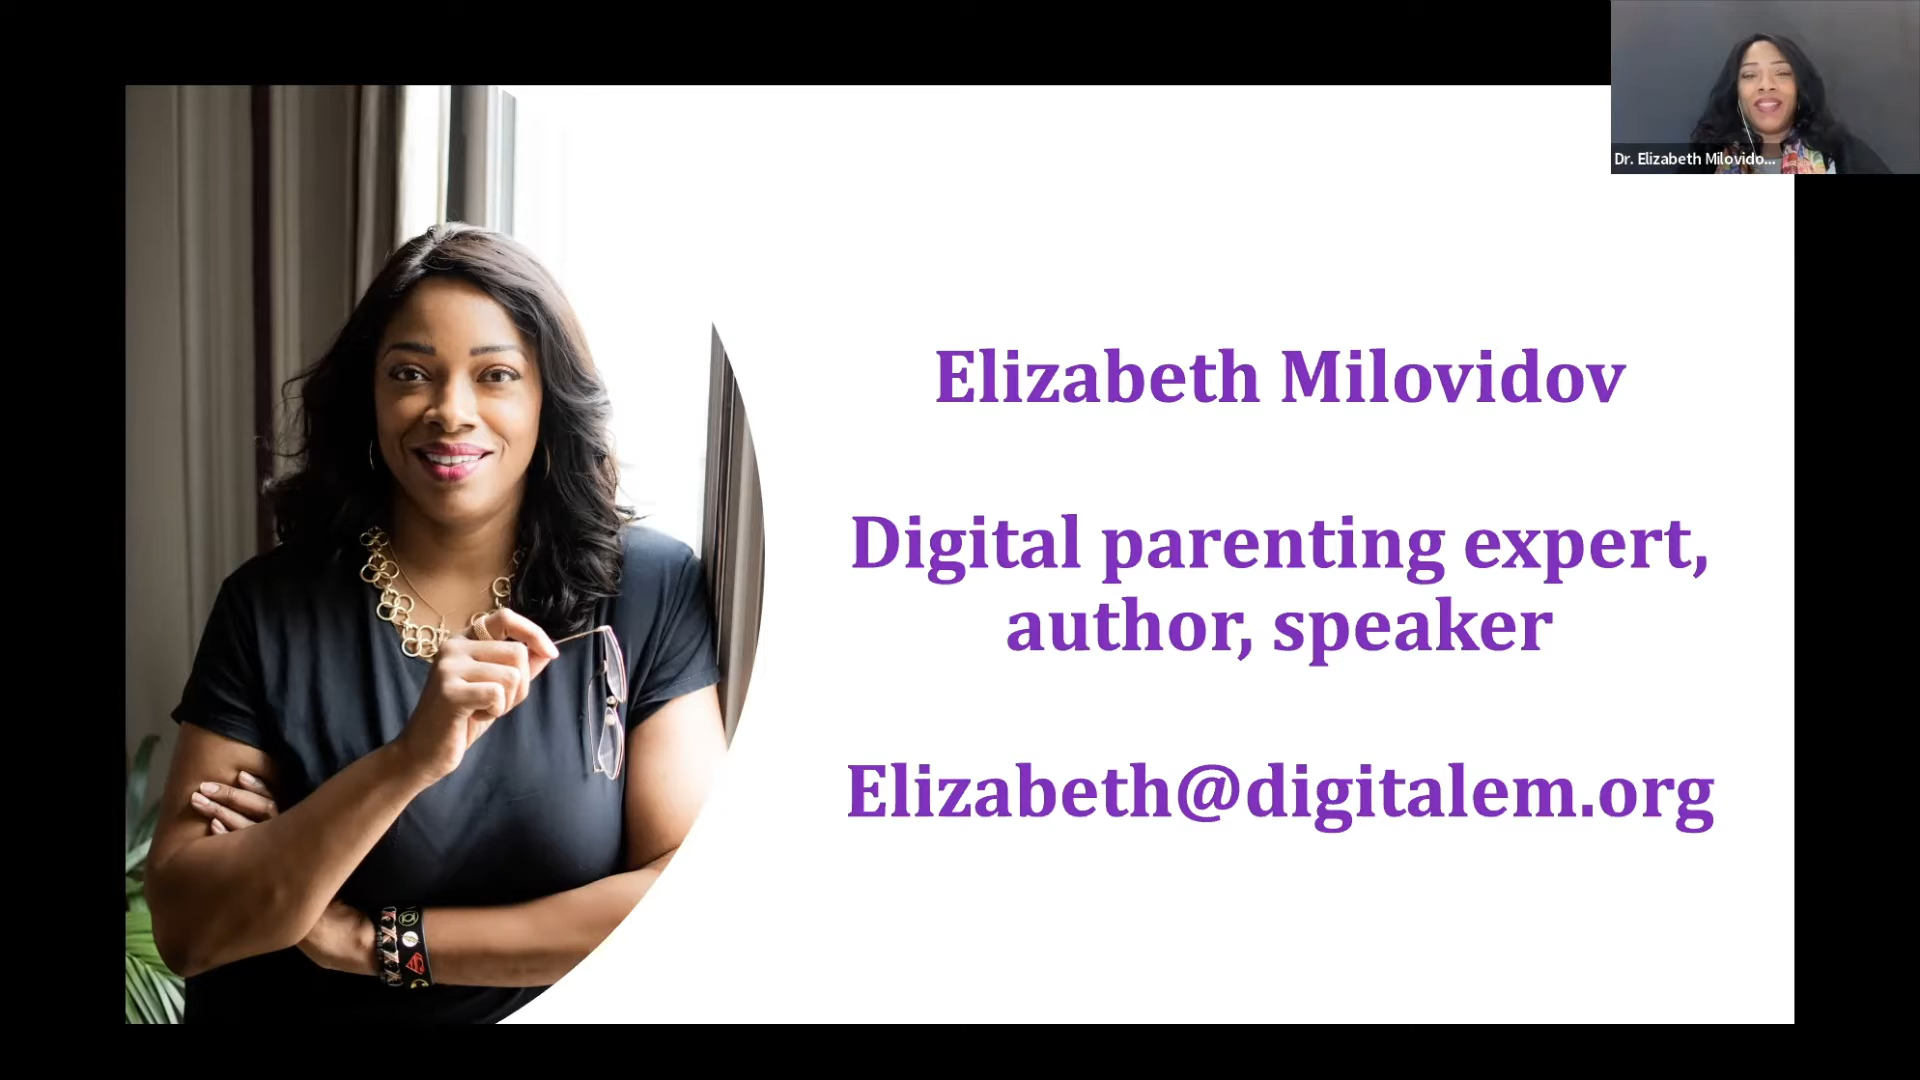 Dr. Elizabeth Milovido...
Elizabeth Milovidov
Digital parenting expert,
author, speaker
Elizabeth@digitalem.org